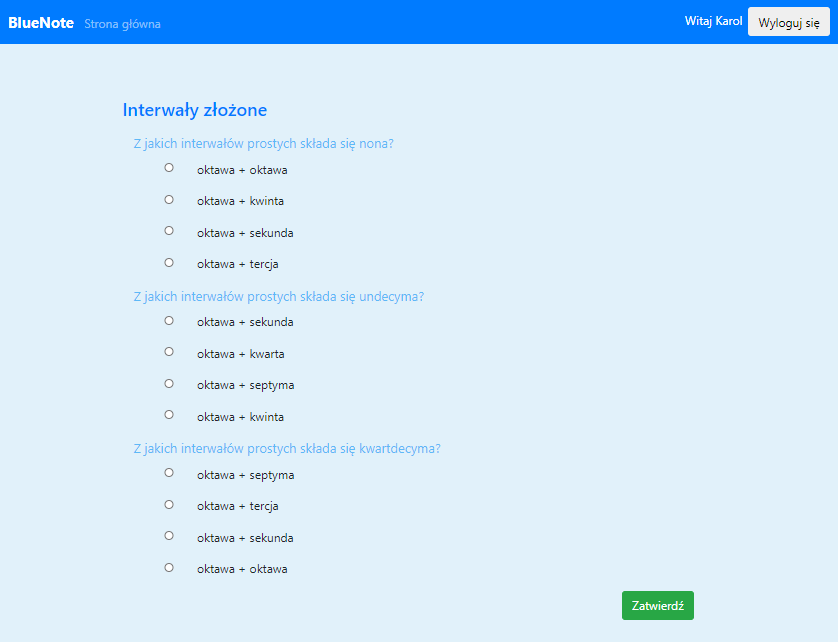 BlueNote Strona główna Witaj Karol Wyloguj się
Interwały złożone
Z jakich interwałów prostych składa się nona?
oktawa + oktawa
oktawa + kwinta
oktawa + sekunda
oktawa + tercja
Z jakich interwałów prostych składa się undecyma?
oktawa + sekunda
oktawa + kwarta
oktawa + septyma
oktawa + kwinta
Z jakich interwałów prostych składa się kwartdecyma?
oktawa + septyma
oktawa + tercja
oktawa + sekunda
oktawa + oktawa
Zatwierdź